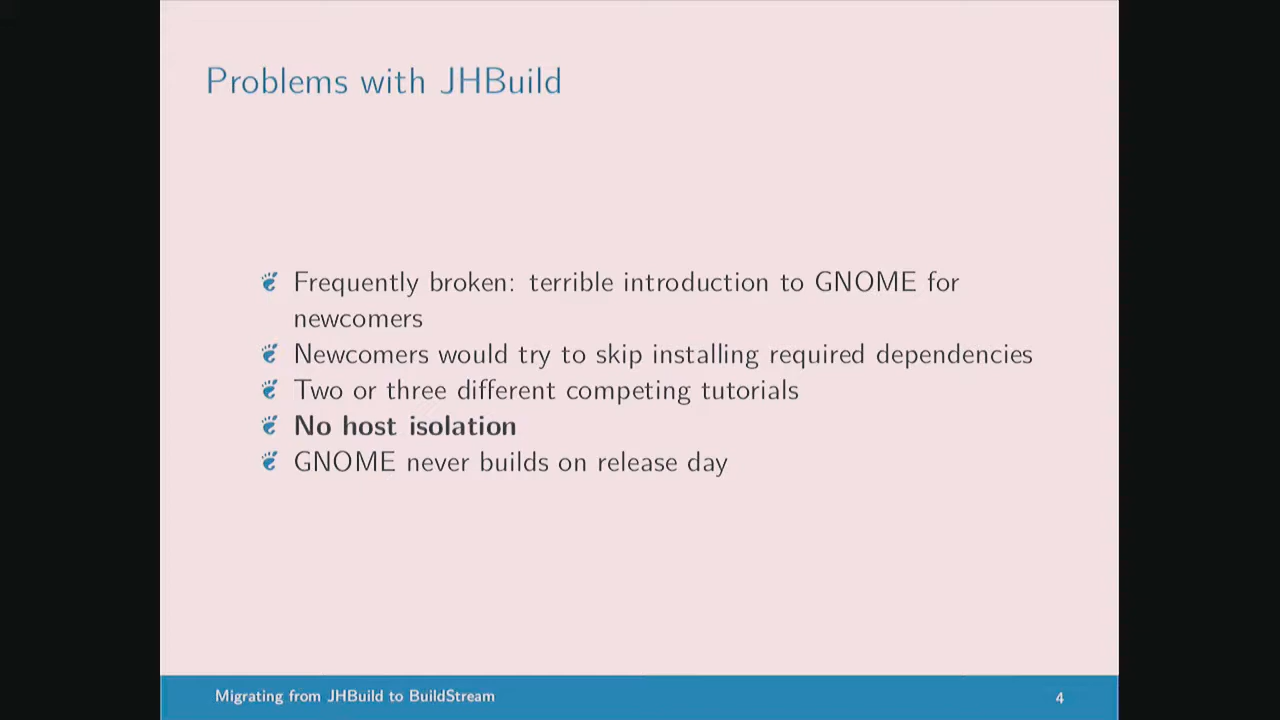 Problems with JHBuild
Frequently broken: terrible introduction to GNOME for
newcomers
Newcomers would try to skip installing required dependencies
Two or three different competing tutorials
No host isolation
GNOME never builds on release day
Migrating from JHBuild to BuildStream
4